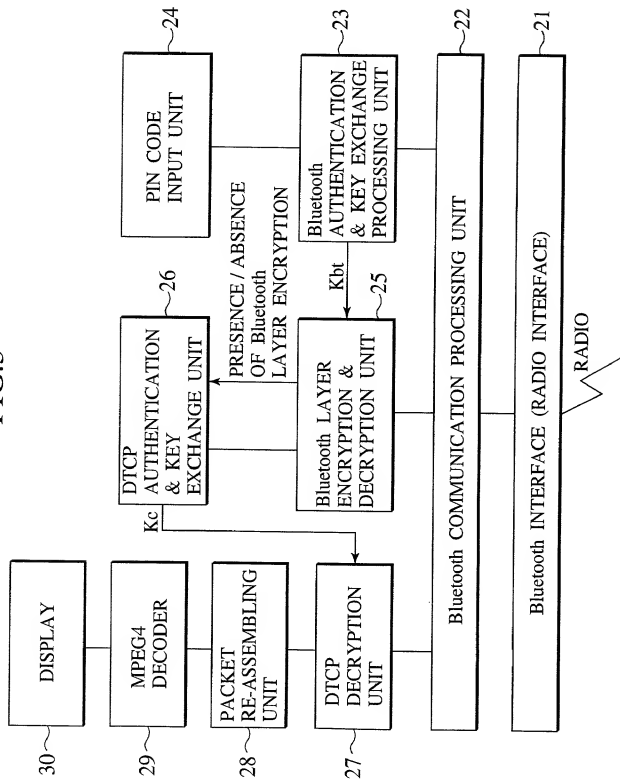 30
DISPLAY
29
MPEG4
DECODER
28
PACKET
RE-ASSEMBLING
UNIT
27
DTCP
DECRYPTION
UNIT
Kc
DTCP
AUTHENTICATION
& KEY
EXCHANGE UNIT
26
PRESENCE / ABSENCE
OF Bluetooth
LAYER ENCRYPTION
Bluetooth LAYER
ENCRYPTION &
DECRYPTION UNIT
25
Kbt
PIN CODE
INPUT UNIT
24
Bluetooth
AUTHENTICATION
& KEY EXCHANGE
PROCESSING UNIT
23
Bluetooth COMMUNICATION PROCESSING UNIT
22
Bluetooth INTERFACE (RADIO INTERFACE)
21
RADIO